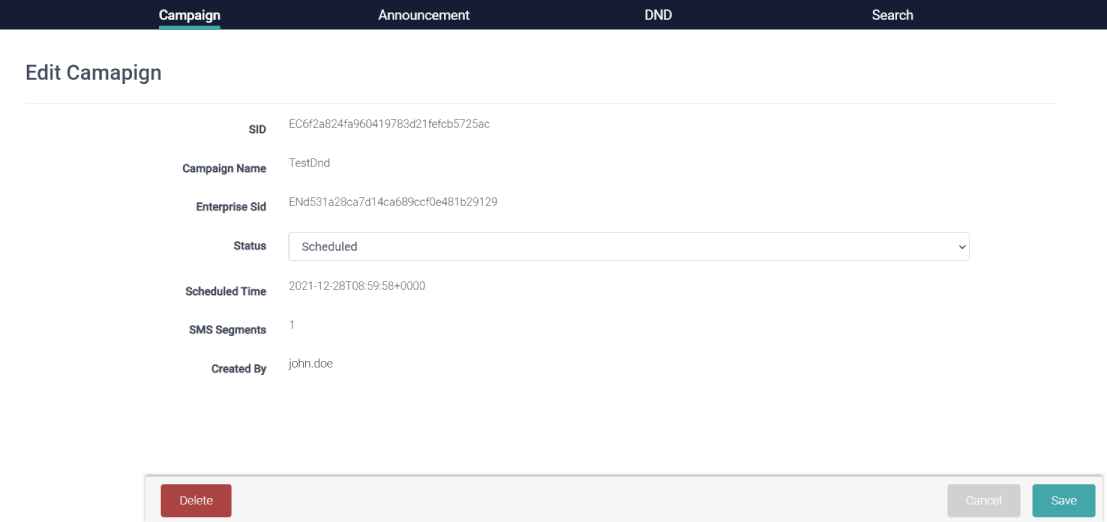 Campaign Announcement DND Search
Edit Camapign
SID EC6f2a824fa960419783d21fefcb5725ac
Campaign Name TestDnd
Enterprise Sid ENd531a28ca7d14ca689ccf0e481b29129
Status Scheduled
Scheduled Time 2021-12-28T08:59:58+0000
SMS Segments 1
Created By john.doe
Delete Cancel Save